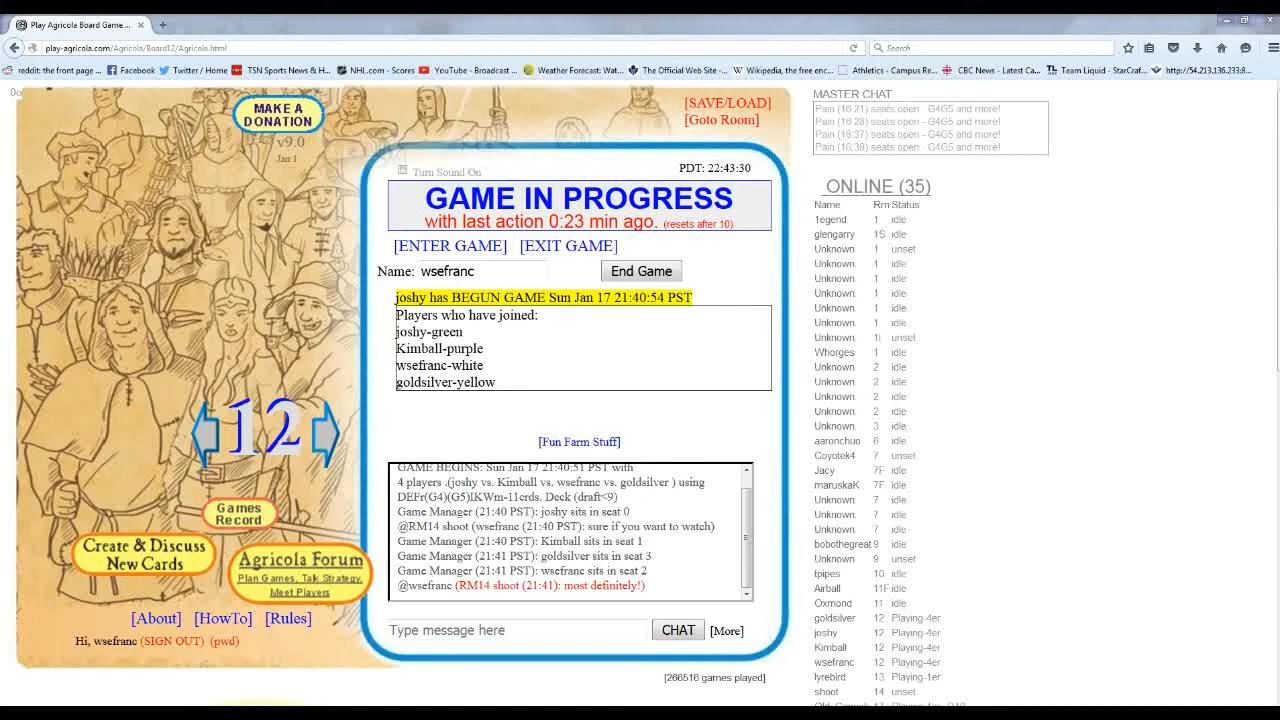 Play Agricola Board Game ...
play-agricola.com/Agricola/Board12/Agricola.html
Search
reddit: the front page ...
Facebook
Twitter / Home
TSN Sports News & H...
NHL.com - Scores
YouTube - Broadcast ...
Weather Forecast: Wat...
The Official Web Site -...
Wikipedia, the free enc...
Athletics - Campus Re...
CBC News - Latest Ca...
Team Liquid - StarCraf...
http://54.213.136.233:8...
MAKE A
DONATION
v9.0
Jan 1
[SAVE/LOAD]
[Goto Room]
Turn Sound On
PDT: 22:43:30
GAME IN PROGRESS
with last action 0:23 min ago. (resets after 10)
[ENTER GAME] [EXIT GAME]
Name: wsefranc
End Game
joshy has BEGUN GAME Sun Jan 17 21:40:54 PST
Players who have joined:
joshy-green
Kimball-purple
wsefranc-white
goldsilver-yellow
12
[Fun Farm Stuff]
GAME BEGINS: Sun Jan 17 21:40:51 PST with
4 players .(joshy vs. Kimball vs. wsefranc vs. goldsilver ) using
DEFr(G4)(G5)IKWm-11crds. Deck (draft<9)
Game Manager (21:40 PST): joshy sits in seat 0
@RM14 shoot (wsefranc (21:40 PST): sure if you want to watch)
Game Manager (21:40 PST): Kimball sits in seat 1
Game Manager (21:41 PST): goldsilver sits in seat 3
Game Manager (21:41 PST): wsefranc sits in seat 2
@wsefranc (RM14 shoot (21:41): most definitely!)
Type message here
CHAT
[More]
Games
Record
Create & Discuss
New Cards
Agricola Forum
Plan Games, Talk Strategy,
Meet Players
[About] [HowTo] [Rules]
Hi, wsefranc (SIGN OUT) (pwd)
[266516 games played]
MASTER CHAT
Pain (16:21) seats open - G4G5 and more!
Pain (16:28) seats open - G4G5 and more!
Pain (16:37) seats open - G4G5 and more!
Pain (16:38) seats open - G4G5 and more!
ONLINE (35)
Name Rm Status
1egend 1 idle
glengarry 1S idle
Unknown. 1 unset
Unknown. 1 idle
Unknown. 1 idle
Unknown. 1 idle
Unknown. 1 idle
Unknown. 1 idle
Unknown. 1l unset
Whorges 1 idle
Unknown. 2 idle
Unknown. 2 idle
Unknown. 2 idle
Unknown. 2 idle
Unknown. 3 idle
aaronchuo 6 idle
Coyotek4 7 unset
Jacy 7F idle
maruskaK 7F idle
Unknown. 7 idle
Unknown. 7 idle
Unknown. 7 idle
bobothegreat 9 idle
Unknown 9 unset
tpipes 10 idle
Airball 11F idle
Oxmond 11 idle
goldsilver 12 Playing-4er
joshy 12 Playing-4er
Kimball 12 Playing-4er
wsefranc 12 Playing-4er
lyrebird 13 Playing-1er
shoot 14 unset